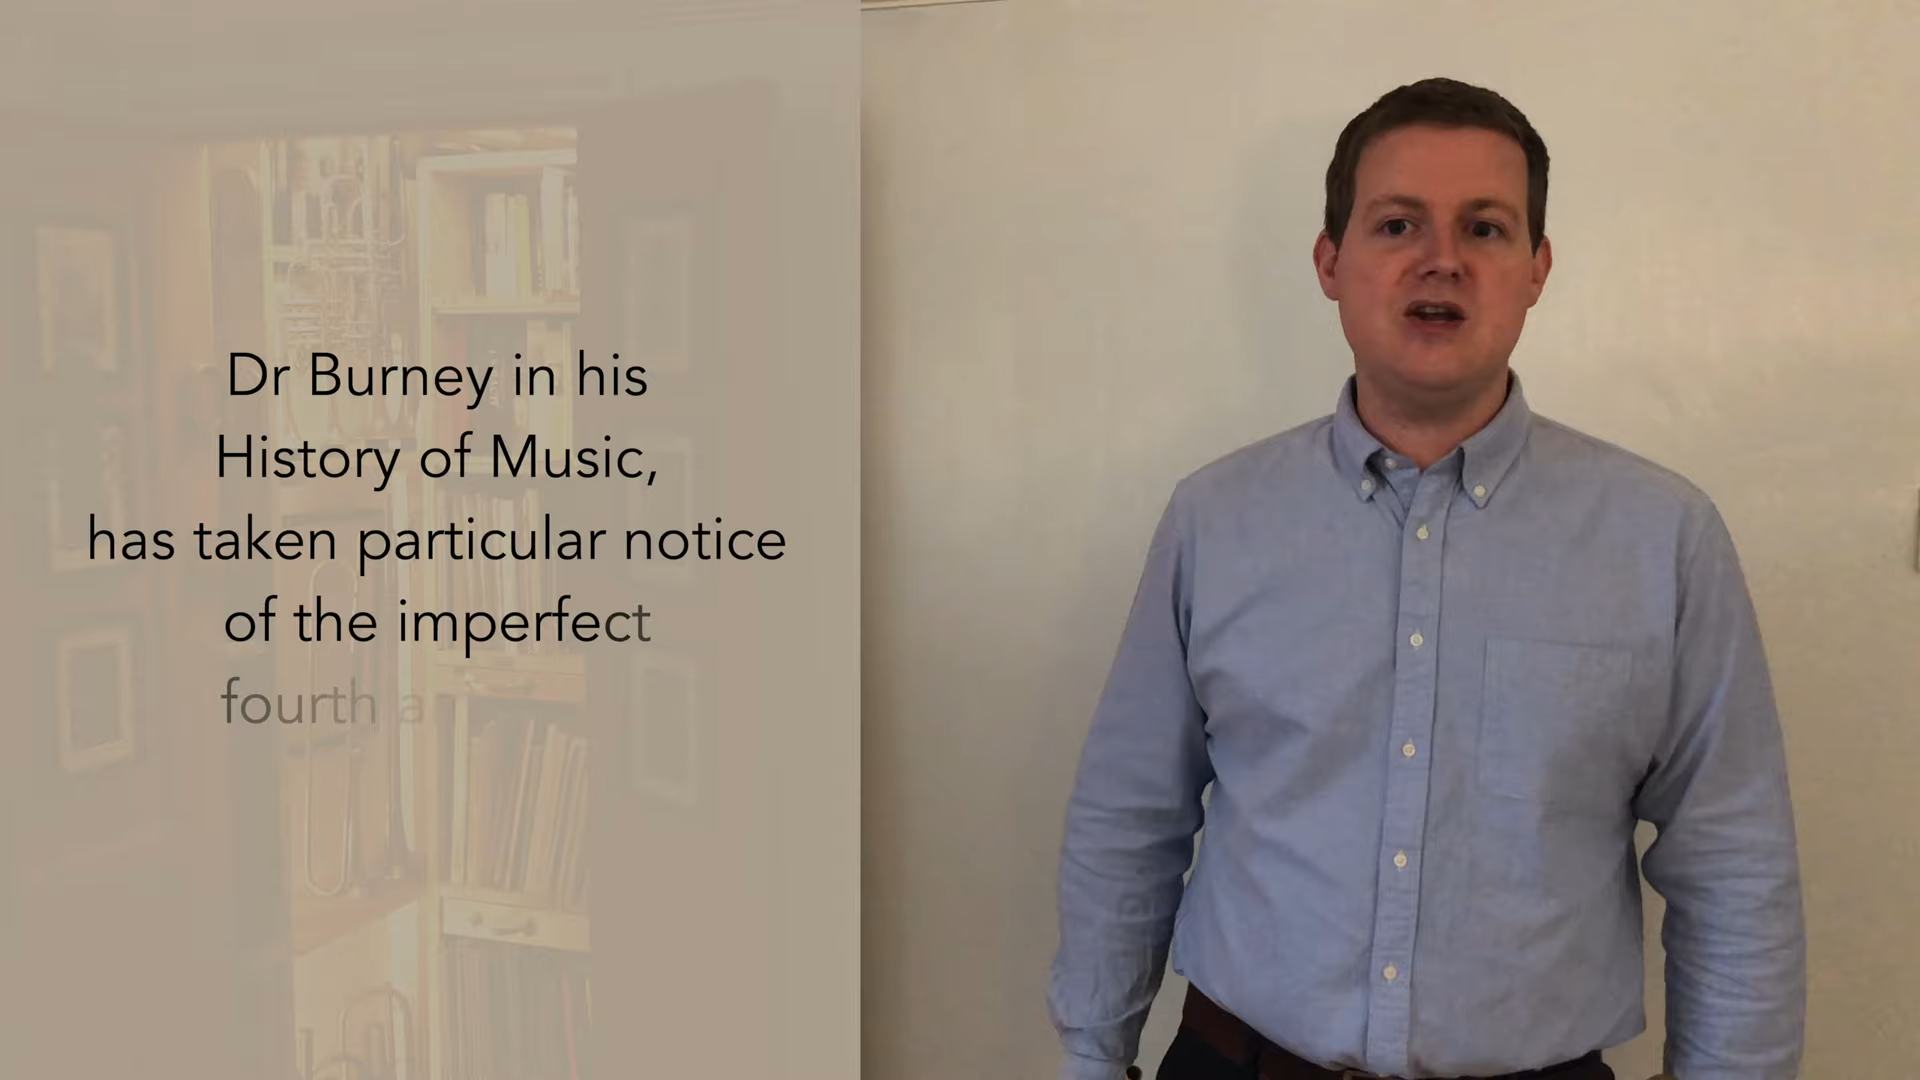 Dr Burney in his
History of Music,
has taken particular notice
of the imperfect
fourth a